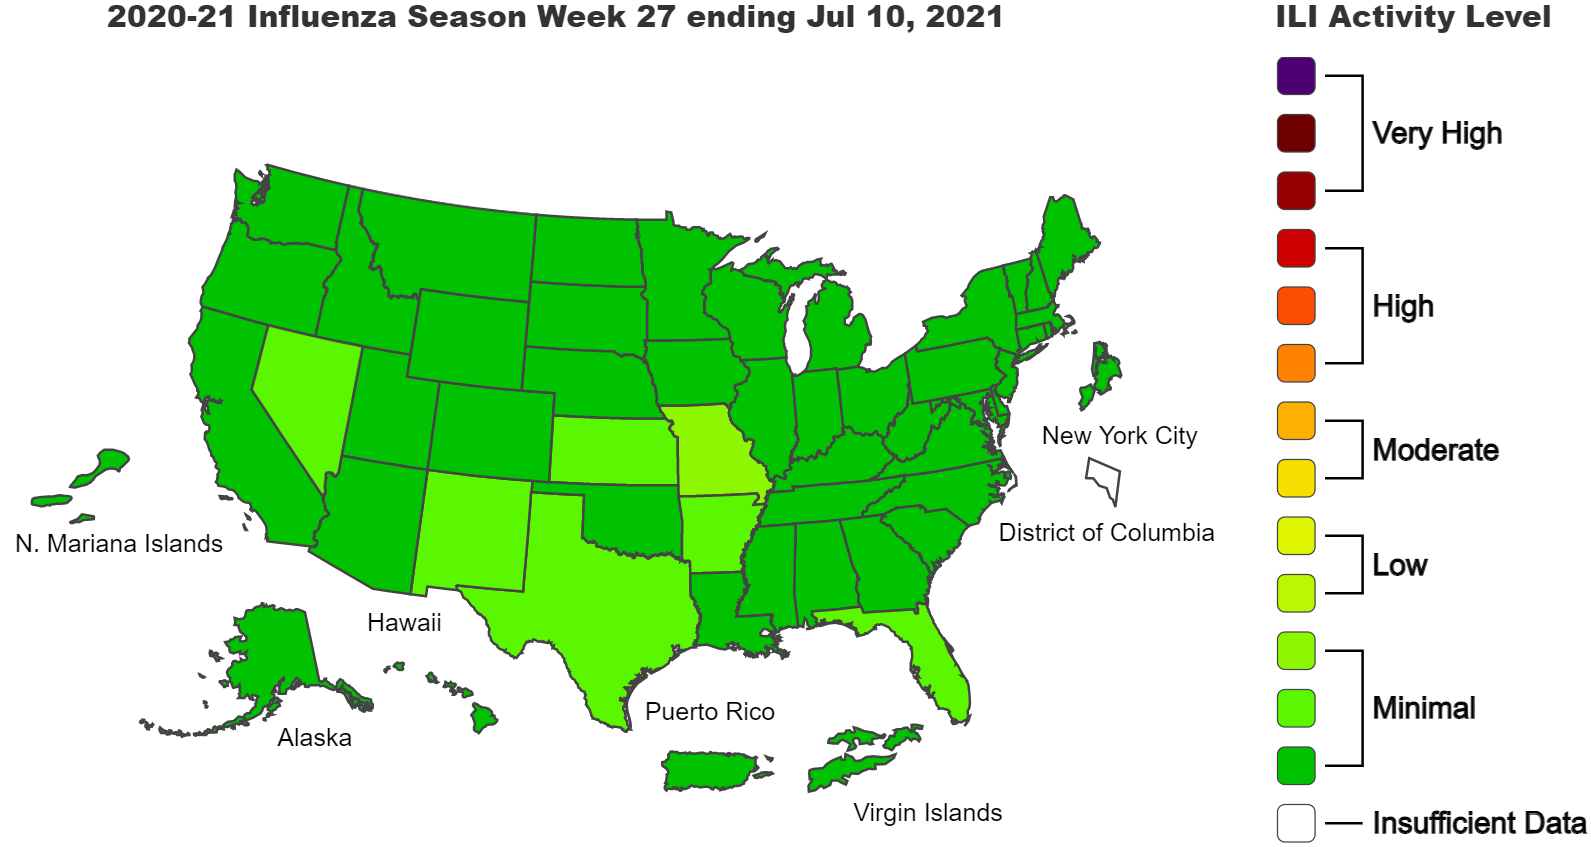 2020-21 Influenza Season Week 27 ending Jul 10, 2021
ILI Activity Level
Very High
High
Moderate
Low
Minimal
Insufficient Data
New York City
District of Columbia
N. Mariana Islands
Hawaii
Alaska
Puerto Rico
Virgin Islands